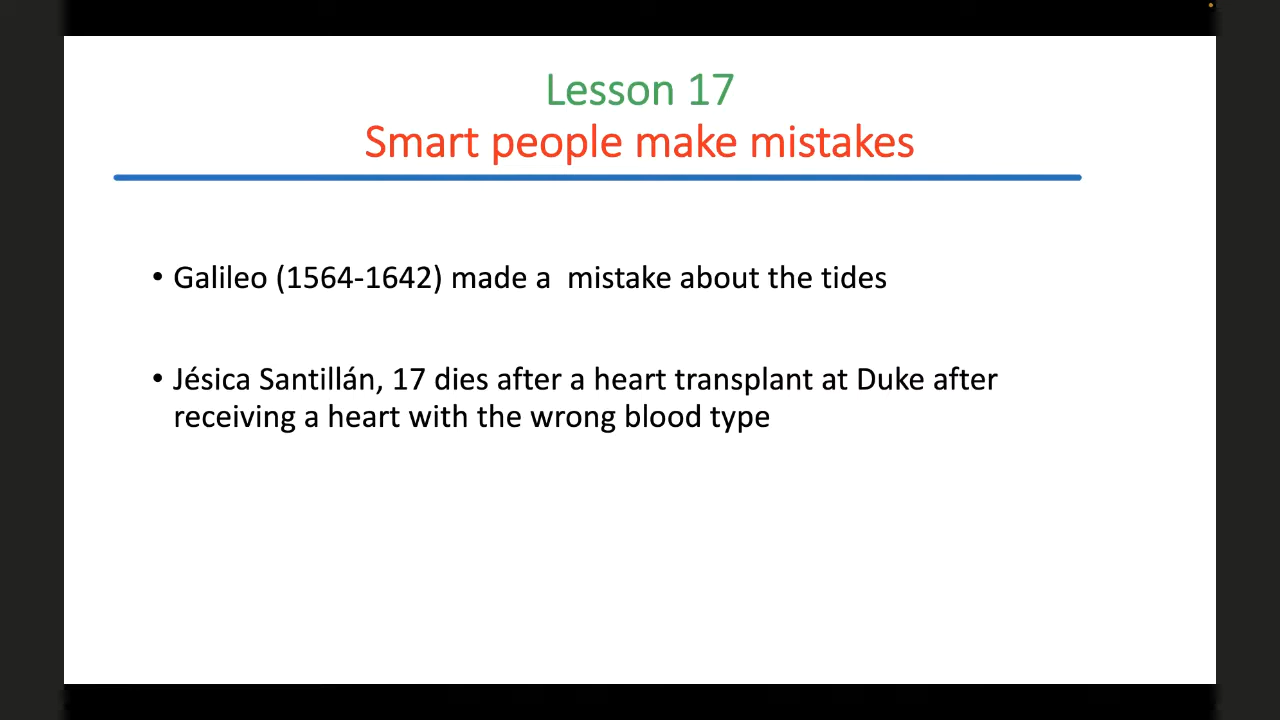 Lesson 17
Smart people make mistakes
• Galileo (1564-1642) made a  mistake about the tides
• Jésica Santillán, 17 dies after a heart transplant at Duke after
receiving a heart with the wrong blood type